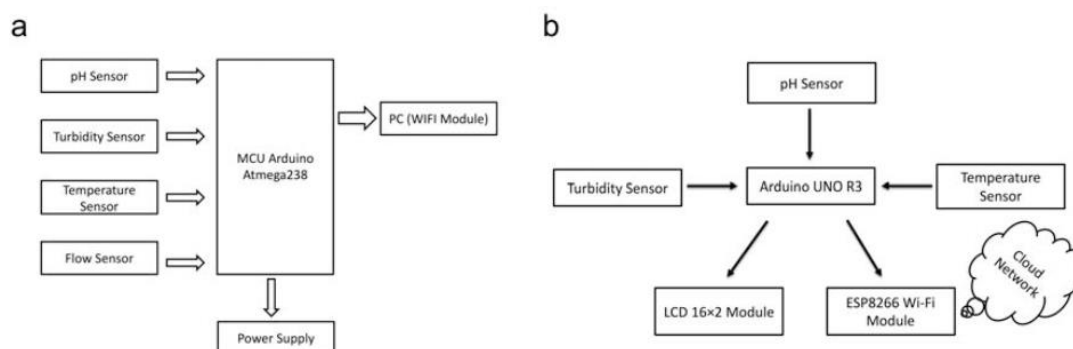 a
pH Sensor
Turbidity Sensor
Temperature
Sensor
Flow Sensor
MCU Arduino
Atmega238
PC (WIFI Module)
Power Supply
b
pH Sensor
Turbidity Sensor
Arduino UNO R3
Temperature
Sensor
LCD 16×2 Module
ESP8266 Wi-Fi
Module
Cloud
Network